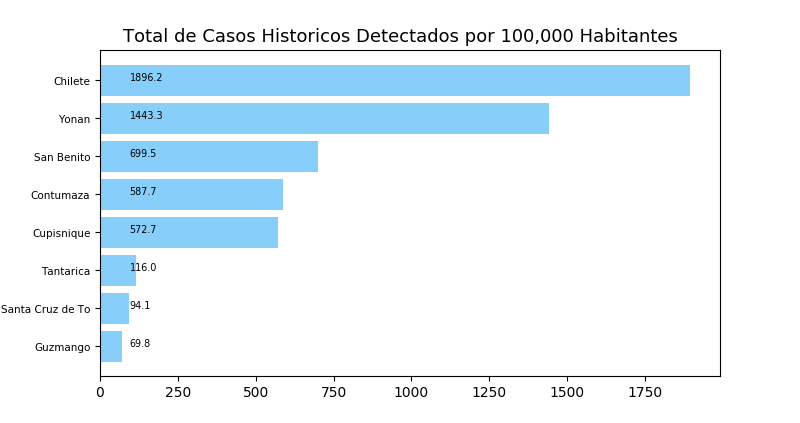 Total de Casos Historicos Detectados por 100,000 Habitantes
Chilete 1896.2
Yonan 1443.3
San Benito 699.5
Contumaza 587.7
Cupisnique 572.7
Tantarica 116.0
Santa Cruz de To 94.1
Guzmango 69.8
0 250 500 750 1000 1250 1500 1750